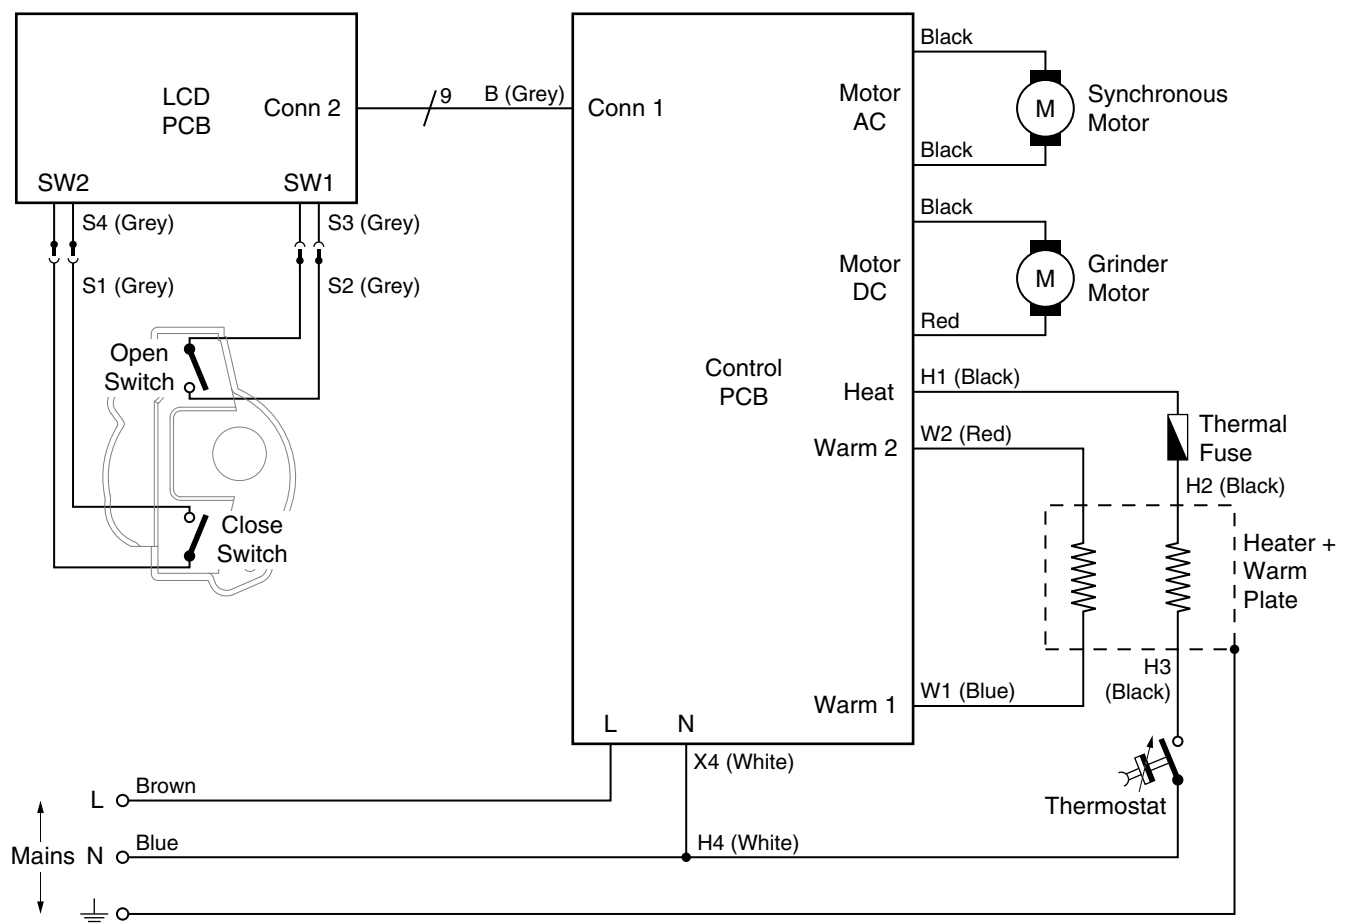 LCD
PCB
Conn 2
SW2
SW1
9
B (Grey)
Conn 1
S4 (Grey)
S3 (Grey)
S1 (Grey)
S2 (Grey)
Open
Switch
Close
Switch
Control
PCB
Motor
AC
Black
Black
M
Synchronous
Motor
Motor
DC
Black
Red
M
Grinder
Motor
Heat
H1 (Black)
Thermal
Fuse
Warm 2
W2 (Red)
H2 (Black)
Heater +
Warm
Plate
H3
(Black)
Warm 1
W1 (Blue)
L
N
X4 (White)
Thermostat
L
Brown
Mains
N
Blue
H4 (White)